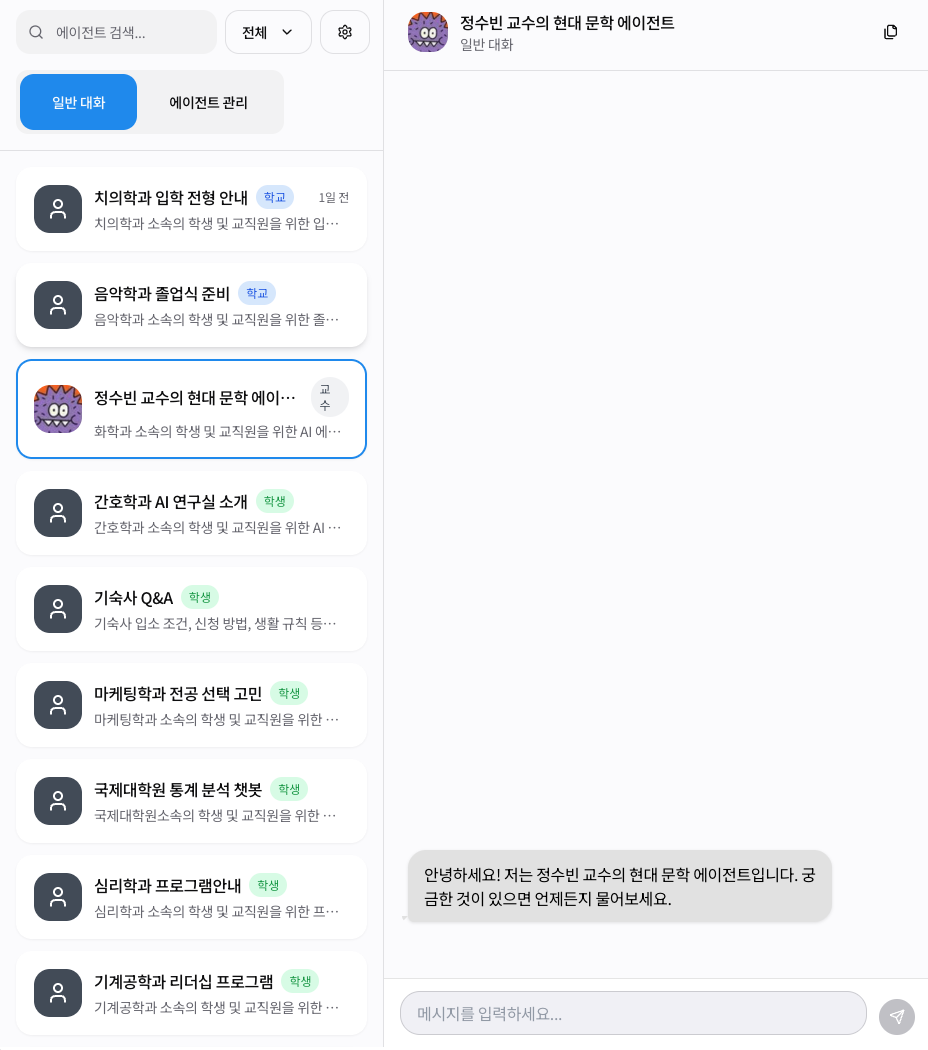 에이전트 검색...
전체
일반 대화
에이전트 관리
치의학과 입학 전형 안내 학교 1일 전
치의학과 소속의 학생 및 교직원을 위한 입…
음악학과 졸업식 준비 학교
음악학과 소속의 학생 및 교직원을 위한 졸…
정수빈 교수의 현대 문학 에이… 교
수
화학과 소속의 학생 및 교직원을 위한 AI 에…
간호학과 AI 연구실 소개 학생
간호학과 소속의 학생 및 교직원을 위한 AI …
기숙사 Q&A 학생
기숙사 입소 조건, 신청 방법, 생활 규칙 등…
마케팅학과 전공 선택 고민 학생
마케팅학과 소속의 학생 및 교직원을 위한 …
국제대학원 통계 분석 챗봇 학생
국제대학원소속의 학생 및 교직원을 위한 …
심리학과 프로그램안내 학생
심리학과 소속의 학생 및 교직원을 위한 프…
기계공학과 리더십 프로그램 학생
기계공학과 소속의 학생 및 교직원을 위한 …
정수빈 교수의 현대 문학 에이전트
일반 대화
안녕하세요! 저는 정수빈 교수의 현대 문학 에이전트입니다. 궁
금한 것이 있으면 언제든지 물어보세요.
메시지를 입력하세요...